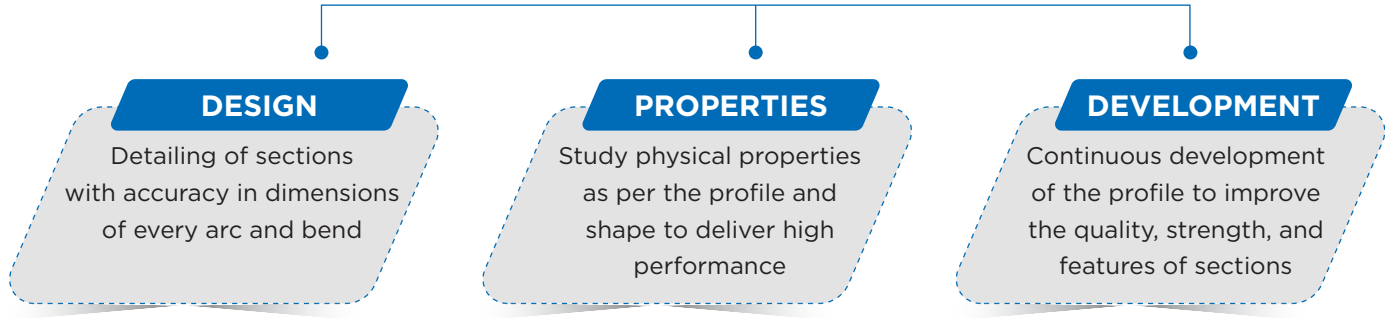 DESIGN
Detailing of sections
with accuracy in dimensions
of every arc and bend
PROPERTIES
Study physical properties
as per the profile and
shape to deliver high
performance
DEVELOPMENT
Continuous development
of the profile to improve
the quality, strength, and
features of sections